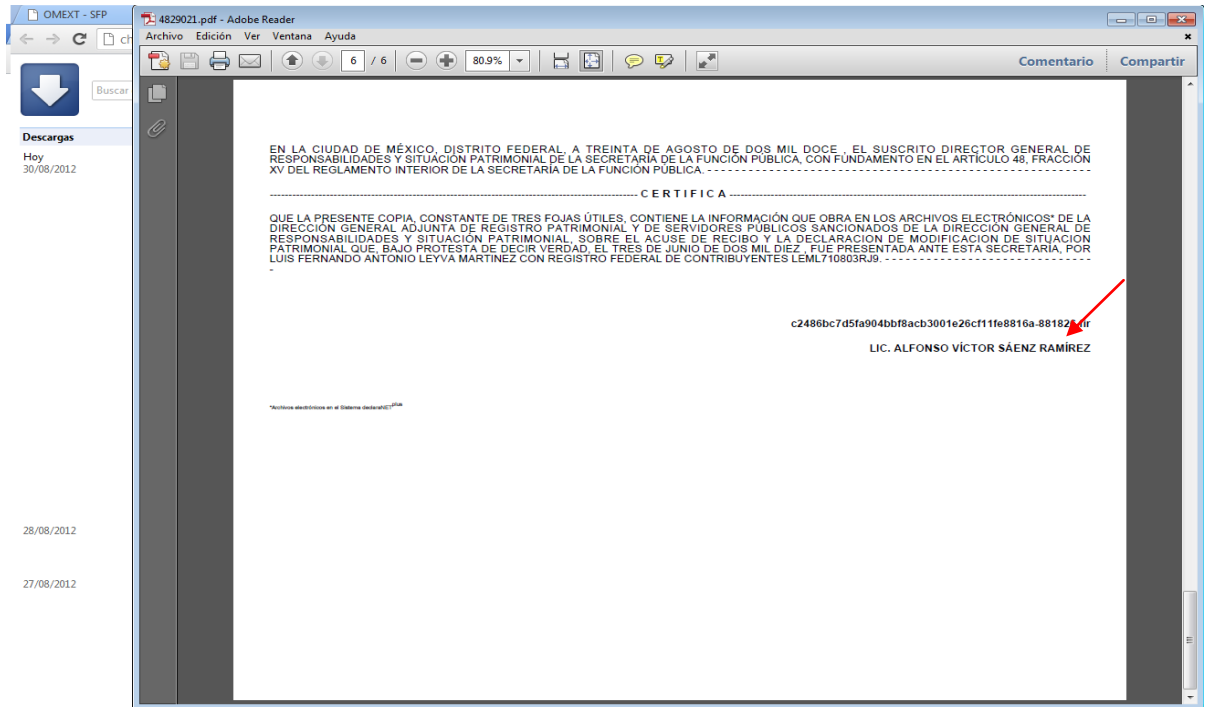 OMEXT - SFP
4829021.pdf - Adobe Reader
Archivo Edición Ver Ventana Ayuda
6 / 6 80.9%
Comentario Compartir
Buscar
Descargas
Hoy
30/08/2012
28/08/2012
27/08/2012
EN LA CIUDAD DE MÉXICO, DISTRITO FEDERAL, A TREINTA DE AGOSTO DE DOS MIL DOCE , EL SUSCRITO DIRECTOR GENERAL DE
RESPONSABILIDADES Y SITUACIÓN PATRIMONIAL DE LA SECRETARÍA DE LA FUNCIÓN PÚBLICA, CON FUNDAMENTO EN EL ARTÍCULO 48, FRACCIÓN
XV DEL REGLAMENTO INTERIOR DE LA SECRETARÍA DE LA FUNCIÓN PÚBLICA. - - - - - - - - - - - - - - - - - - - - - - - - - - - - - - - - - - - - - - - - - - - - - - - - - - - - -
------------------------------ C E R T I F I C A ------------------------------
QUE LA PRESENTE COPIA, CONSTANTE DE TRES FOJAS ÚTILES, CONTIENE LA INFORMACIÓN QUE OBRA EN LOS ARCHIVOS ELECTRÓNICOS* DE LA
DIRECCIÓN GENERAL ADJUNTA DE REGISTRO PATRIMONIAL Y DE SERVIDORES PÚBLICOS SANCIONADOS DE LA DIRECCIÓN GENERAL DE
RESPONSABILIDADES Y SITUACIÓN PATRIMONIAL, SOBRE EL ACUSE DE RECIBO Y LA DECLARACION DE MODIFICACION DE SITUACION
PATRIMONIAL QUE, BAJO PROTESTA DE DECIR VERDAD, EL TRES DE JUNIO DE DOS MIL DIEZ , FUE PRESENTADA ANTE ESTA SECRETARÍA, POR
LUIS FERNANDO ANTONIO LEYVA MARTINEZ CON REGISTRO FEDERAL DE CONTRIBUYENTES LEML710803RJ9. - - - - - - - - - - - - - - - - - - - - - - - - - - - - -
-
LIC. ALFONSO VÍCTOR SÁENZ RAMÍREZ
*Archivos electrónicos en el Sistema declaraNET plus